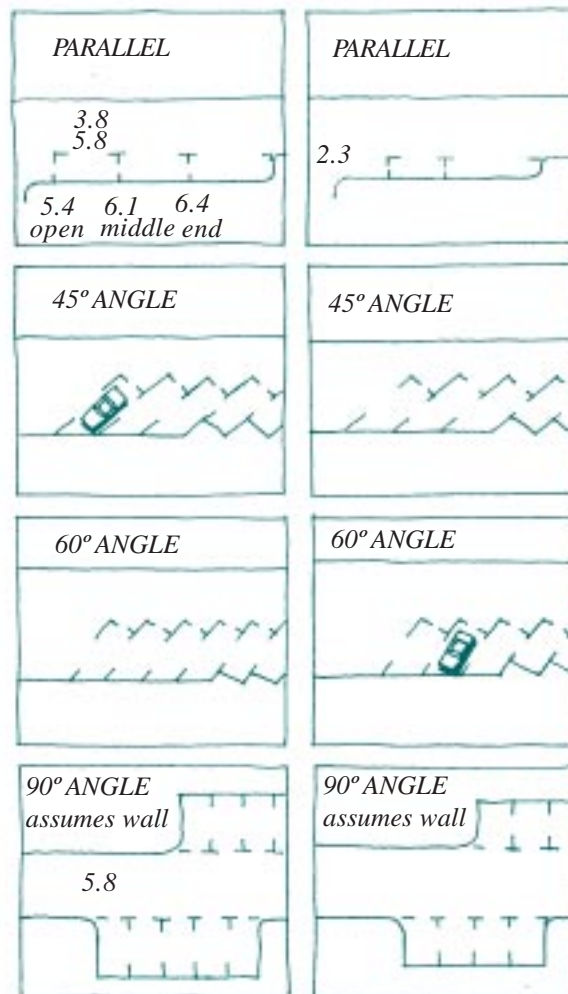 PARALLEL
3.8
5.8
5.4 6.1 6.4
open middle end
PARALLEL
2.3
45º ANGLE
45º ANGLE
60º ANGLE
60º ANGLE
90º ANGLE
assumes wall
5.8
90º ANGLE
assumes wall